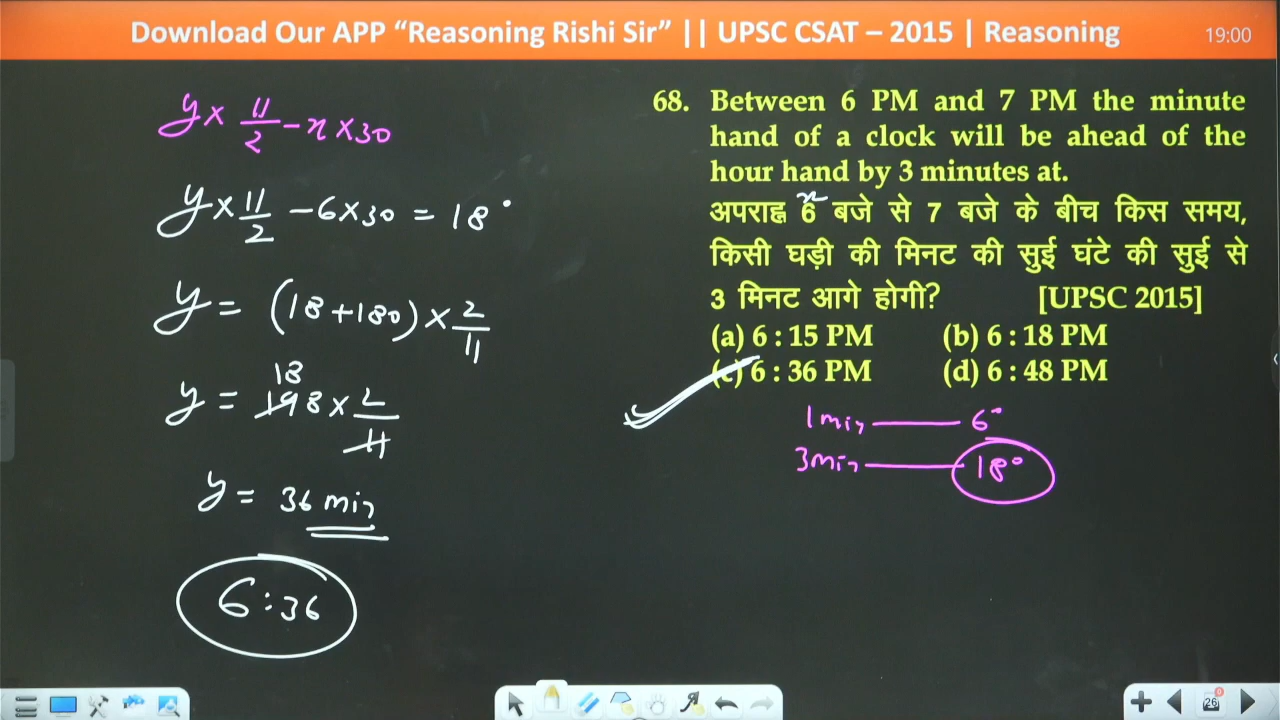 Download Our APP “Reasoning Rishi Sir” || UPSC CSAT – 2015 | Reasoning
19:00
y × 11/2 - x × 30
y × 11/2 - 6 × 30 = 18°
y = (18 + 180) × 2/11
18
y = 198 × 2/11
y = 36 min
6:36
68. Between 6 PM and 7 PM the minute
hand of a clock will be ahead of the
hour hand by 3 minutes at.
x
अपराह्न 6 बजे से 7 बजे के बीच किस समय,
किसी घड़ी की मिनट की सुई घंटे की सुई से
3 मिनट आगे होगी? [UPSC 2015]
(a) 6 : 15 PM (b) 6 : 18 PM
(c) 6 : 36 PM (d) 6 : 48 PM
1 min — 6°
3 min — 18°
26